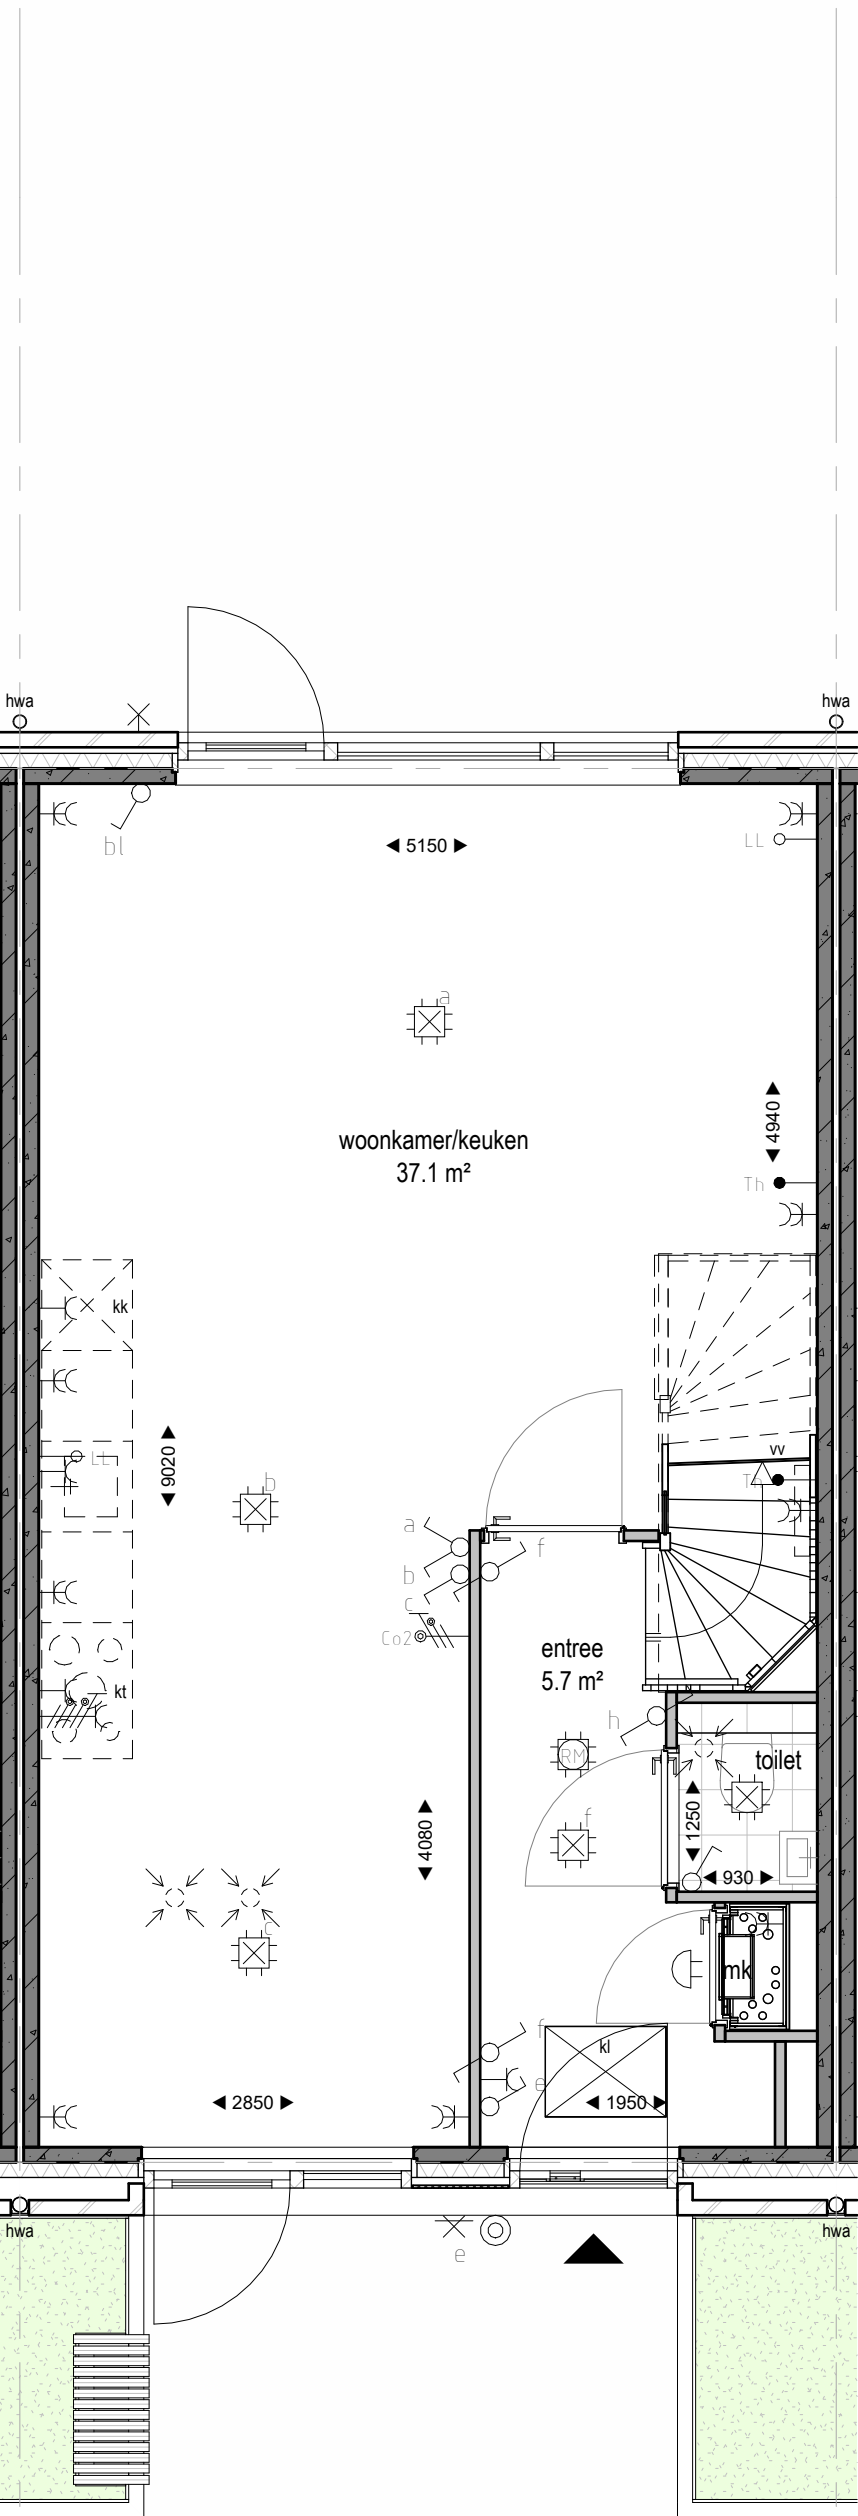 hwa
hwa
bl
5150
LL
a
4940
woonkamer/keuken
37.1 m²
Th
kk
vv
LL
9020
Th
b
a
f
b
c
Co2
entree
5.7 m²
kt
h
RM
toilet
1250
f
4080
930
c
mk
f
kl
e
2850
1950
hwa
e
hwa